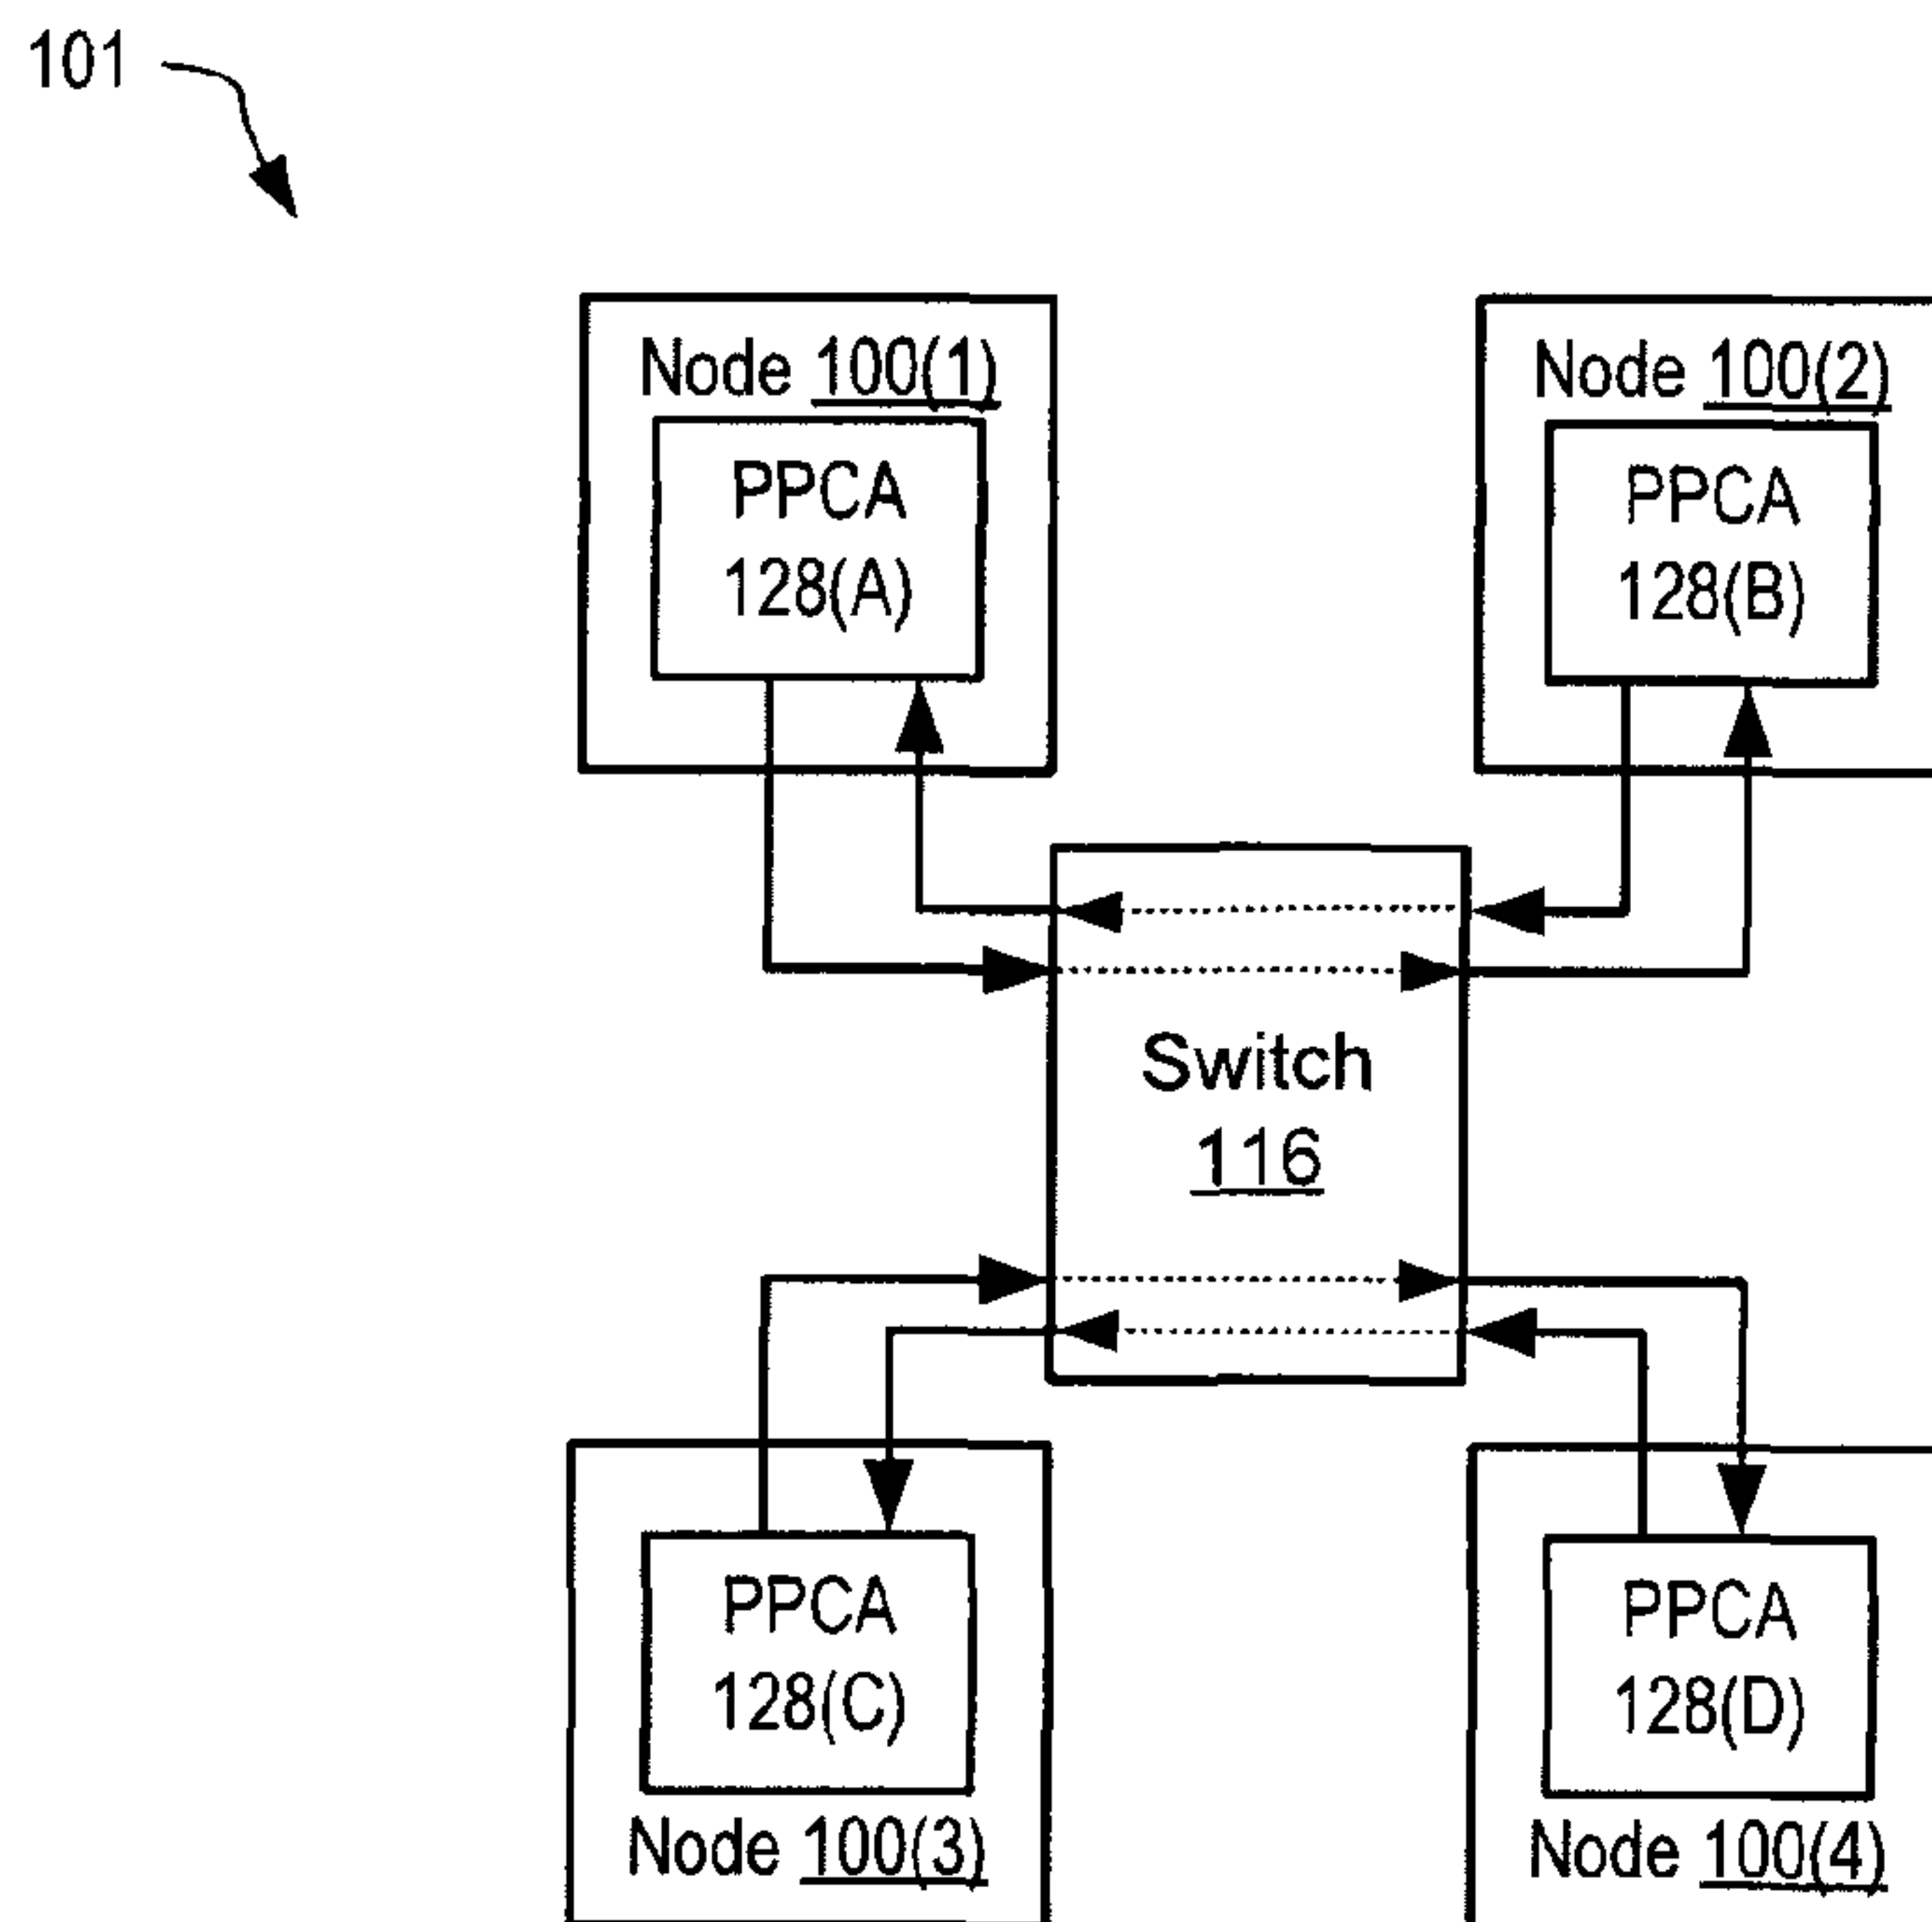 101
Node 100(1)
PPCA
128(A)
Node 100(2)
PPCA
128(B)
Switch
116
PPCA
128(C)
Node 100(3)
PPCA
128(D)
Node 100(4)